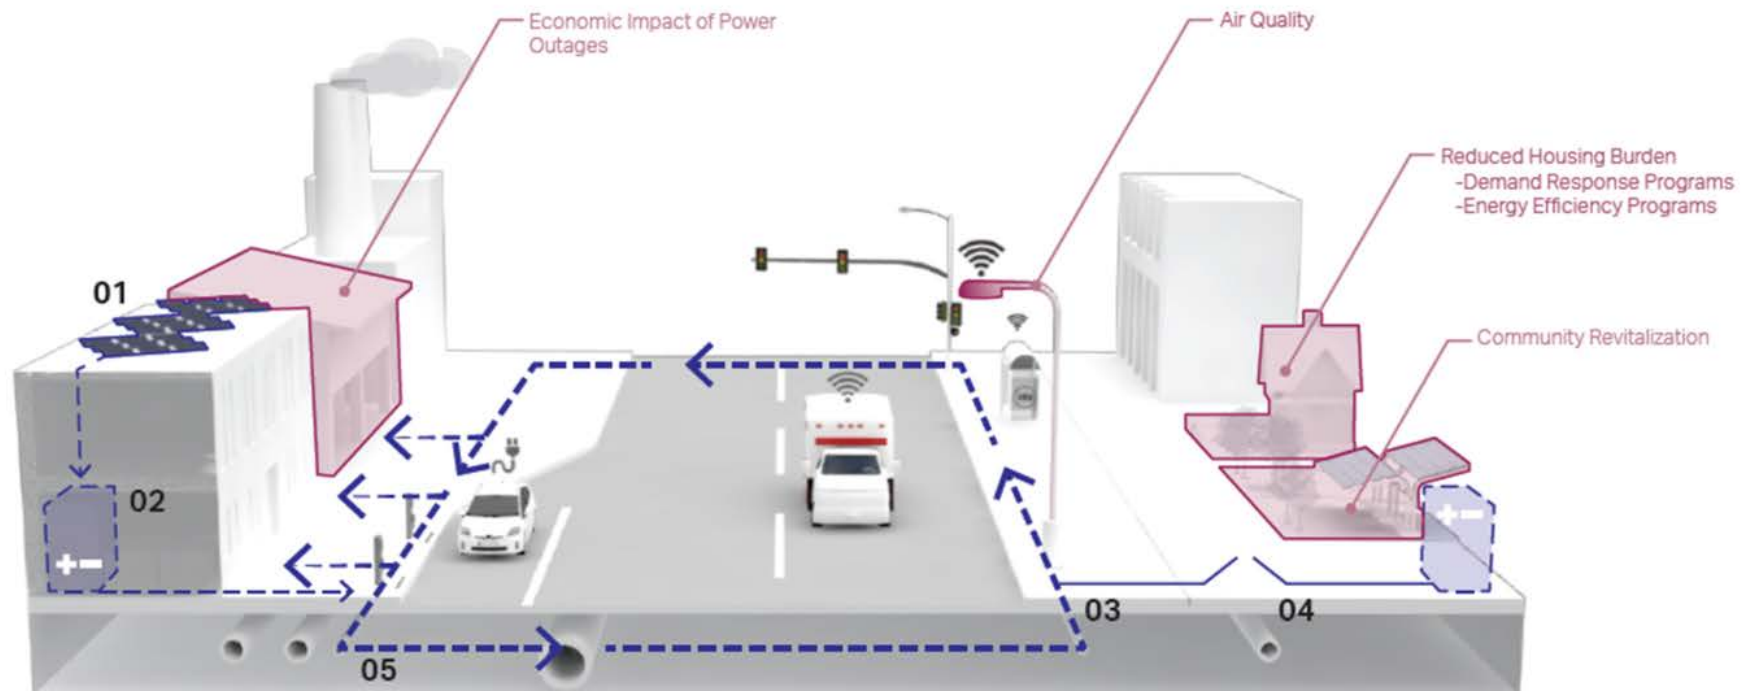 Economic Impact of Power
Outages
Air Quality
Reduced Housing Burden
-Demand Response Programs
-Energy Efficiency Programs
Community Revitalization
01
02
03
04
05